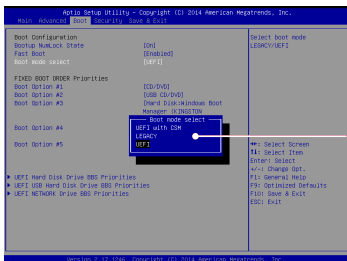 Aptio Setup Utility - Copyright (C) 2014 American Megatrends, Inc.
Main Advanced Boot Security Save & Exit
Boot Configuration
Bootup NumLock State [On]
Fast Boot [Enabled]
Boot mode select [UEFI]
FIXED BOOT ORDER Priorities
Boot Option #1 [CD/DVD]
Boot Option #2 [USB CD/DVD]
Boot Option #3 [Hard Disk:Windows Boot
Manager (KINGSTON
Boot mode select
UEFI with CSM
LEGACY
UEFI
Boot Option #4
Boot Option #5
UEFI Hard Disk Drive BBS Priorities
UEFI USB Hard Disk Drive BBS Priorities
UEFI NETWORK Drive BBS Priorities
Select boot mode
LEGACY/UEFI
→←: Select Screen
↑↓: Select Item
Enter: Select
+/-: Change Opt.
F1: General Help
F9: Optimized Defaults
F10: Save & Exit
ESC: Exit
Version 2.17.1246. Copyright (C) 2014 American Megatrends, Inc.